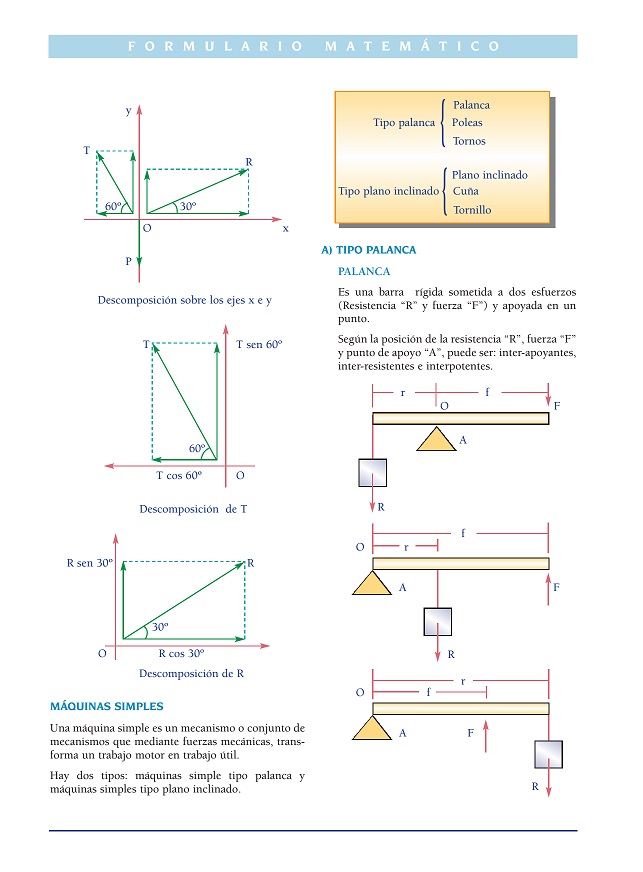 FORMULARIO MATEMÁTICO
y
T
R
60º
30º
O
x
P
Descomposición sobre los ejes x e y
T
T sen 60º
60º
T cos 60º
O
Descomposición de T
R sen 30º
R
30º
O
R cos 30º
Descomposición de R
MÁQUINAS SIMPLES
Una máquina simple es un mecanismo o conjunto de
mecanismos que mediante fuerzas mecánicas, trans-
forma un trabajo motor en trabajo útil.
Hay dos tipos: máquinas simple tipo palanca y
máquinas simples tipo plano inclinado.
Palanca
Tipo palanca
Poleas
Tornos
Plano inclinado
Tipo plano inclinado
Cuña
Tornillo
A) TIPO PALANCA
PALANCA
Es una barra rígida sometida a dos esfuerzos
(Resistencia “R” y fuerza “F”) y apoyada en un
punto.
Según la posición de la resistencia “R”, fuerza “F”
y punto de apoyo “A”, puede ser: inter-apoyantes,
inter-resistentes e interpotentes.
r
f
O
F
A
R
f
O
r
A
F
R
r
O
f
A
F
R